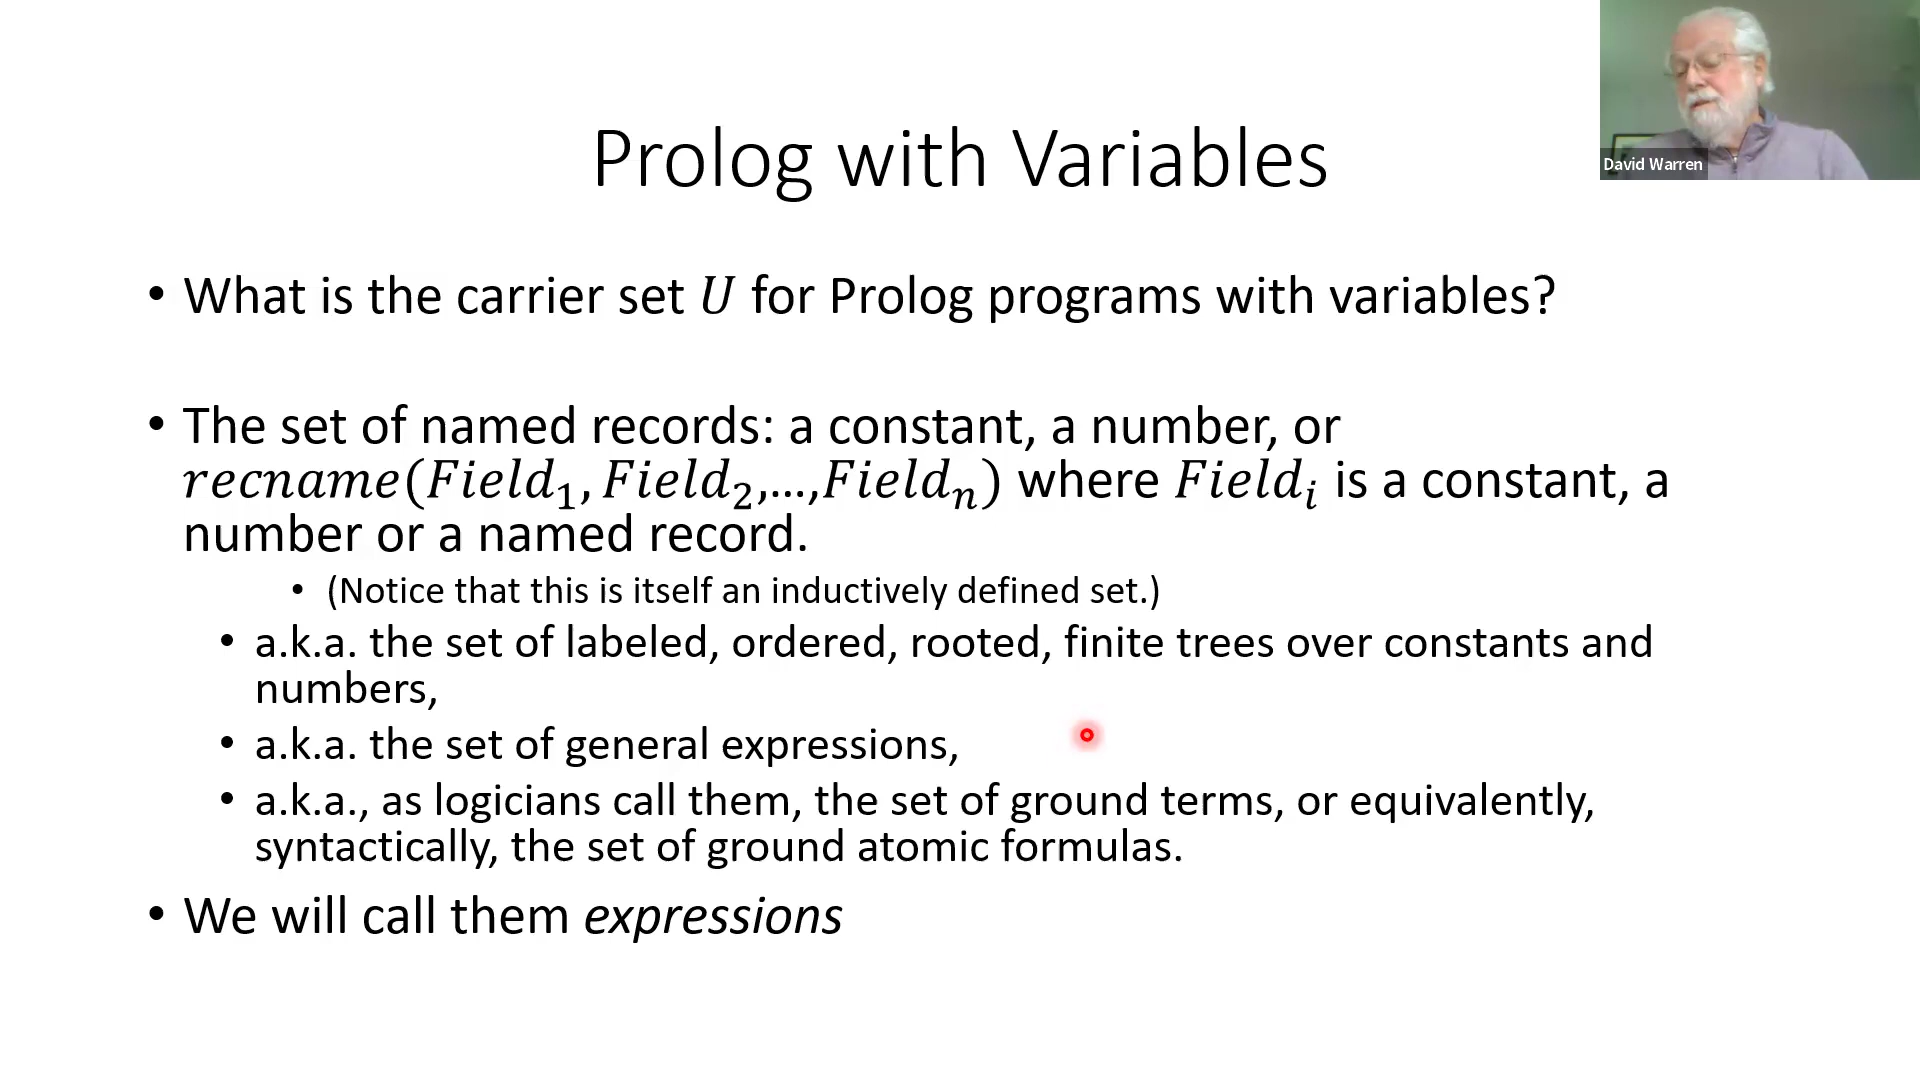 Prolog with Variables
David Warren
• What is the carrier set 𝑈 for Prolog programs with variables?
• The set of named records: a constant, a number, or
𝑟𝑒𝑐𝑛𝑎𝑚𝑒(𝐹𝑖𝑒𝑙𝑑₁, 𝐹𝑖𝑒𝑙𝑑₂,…,𝐹𝑖𝑒𝑙𝑑ₙ) where 𝐹𝑖𝑒𝑙𝑑ᵢ is a constant, a
number or a named record.
• (Notice that this is itself an inductively defined set.)
• a.k.a. the set of labeled, ordered, rooted, finite trees over constants and
numbers,
• a.k.a. the set of general expressions,
• a.k.a., as logicians call them, the set of ground terms, or equivalently,
syntactically, the set of ground atomic formulas.
• We will call them expressions